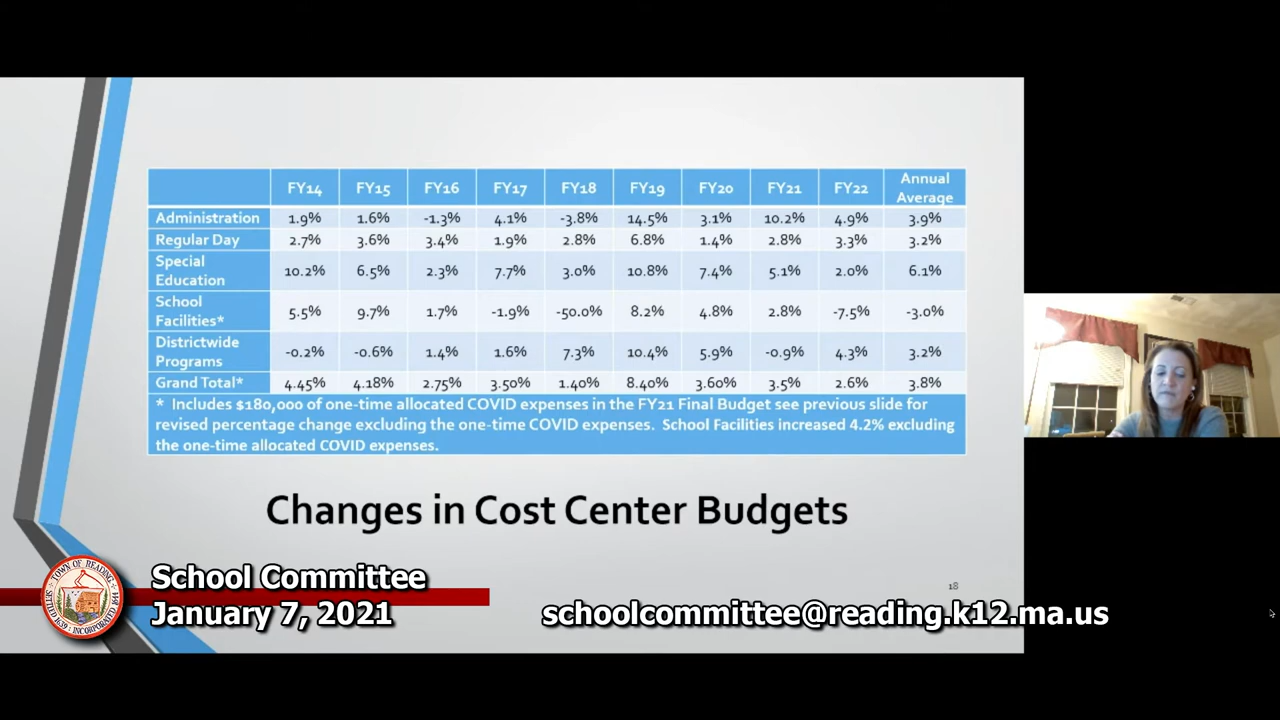 FY14 FY15 FY16 FY17 FY18 FY19 FY20 FY21 FY22 Annual Average
Administration 1.9% 1.6% -1.3% 4.1% -3.8% 14.5% 3.1% 10.2% 4.9% 3.9%
Regular Day 2.7% 3.6% 3.4% 1.9% 2.8% 6.8% 1.4% 2.8% 3.3% 3.2%
Special Education 10.2% 6.5% 2.3% 7.7% 3.0% 10.8% 7.4% 5.1% 2.0% 6.1%
School Facilities* 5.5% 9.7% 1.7% -1.9% -50.0% 8.2% 4.8% 2.8% -7.5% -3.0%
Districtwide Programs -0.2% -0.6% 1.4% 1.6% 7.3% 10.4% 5.9% -0.9% 4.3% 3.2%
Grand Total* 4.45% 4.18% 2.75% 3.50% 1.40% 8.40% 3.60% 3.5% 2.6% 3.8%
* Includes $180,000 of one-time allocated COVID expenses in the FY21 Final Budget see previous slide for
revised percentage change excluding the one-time COVID expenses. School Facilities increased 4.2% excluding
the one-time allocated COVID expenses.
Changes in Cost Center Budgets
18
TOWN OF READING
SETTLED 1639 INCORPORATED 1644
School Committee
January 7, 2021
schoolcommittee@reading.k12.ma.us